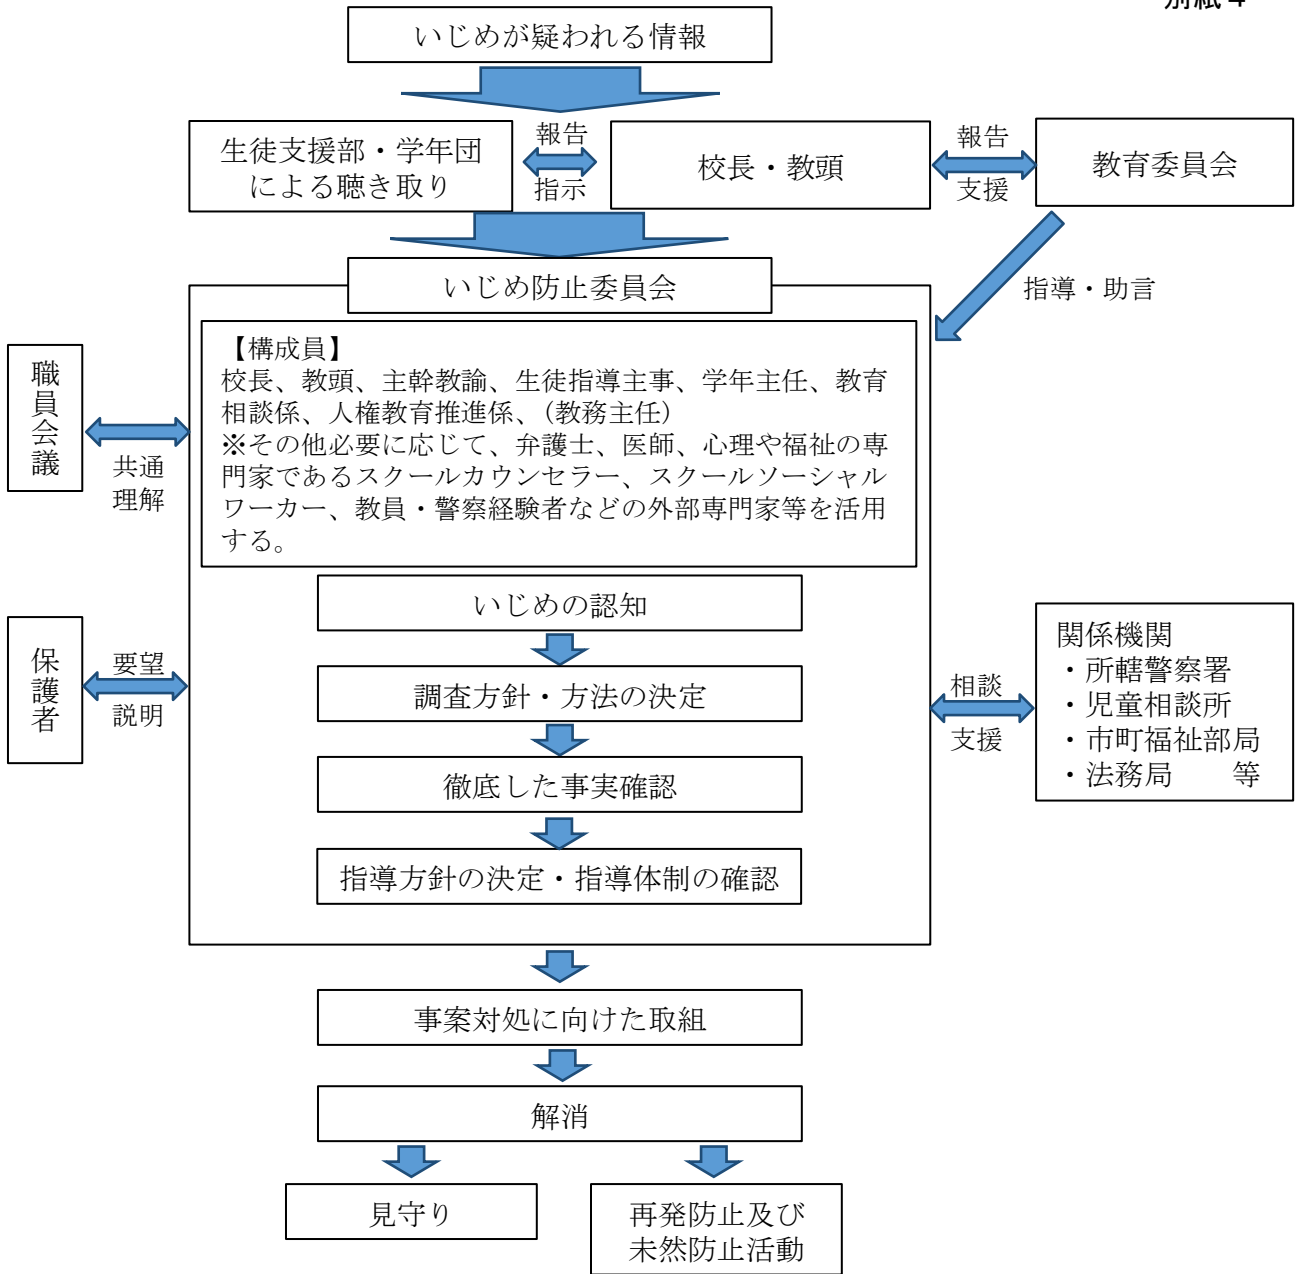 別紙４
いじめが疑われる情報
生徒支援部・学年団
による聴き取り
報告
指示
校長・教頭
報告
支援
教育委員会
指導・助言
いじめ防止委員会
【構成員】
校長、教頭、主幹教諭、生徒指導主事、学年主任、教育
相談係、人権教育推進係、（教務主任）
※その他必要に応じて、弁護士、医師、心理や福祉の専
門家であるスクールカウンセラー、スクールソーシャル
ワーカー、教員・警察経験者などの外部専門家等を活用
する。
職員会議
共通
理解
いじめの認知
調査方針・方法の決定
徹底した事実確認
指導方針の決定・指導体制の確認
保護者
要望
説明
相談
支援
関係機関
・所轄警察署
・児童相談所
・市町福祉部局
・法務局　　等
事案対処に向けた取組
解消
見守り
再発防止及び
未然防止活動